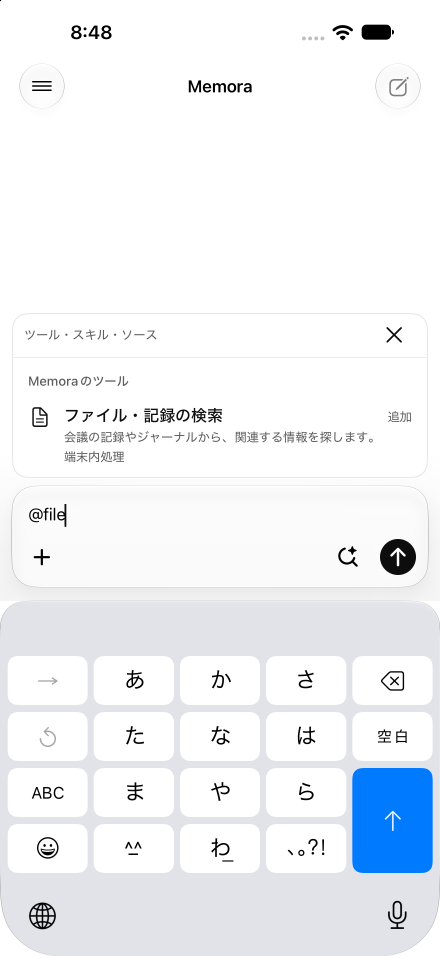 8:48
Memora
ツール・スキル・ソース
Memoraのツール
ファイル・記録の検索
追加
会議の記録やジャーナルから、関連する情報を探します。
端末内処理
@file
→ あ か さ
た な は 空白
ABC ま や ら
^^ わ_ 、。?!